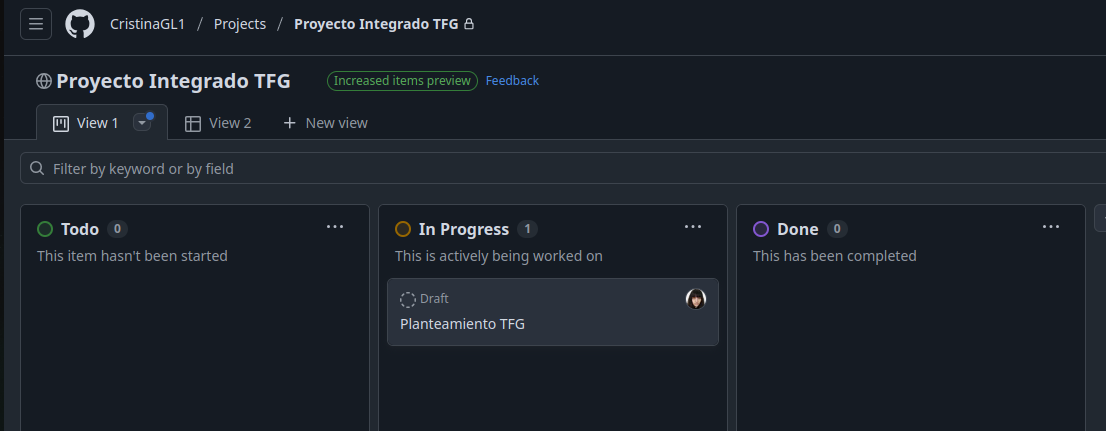 CristinaGL1 / Projects / Proyecto Integrado TFG
Proyecto Integrado TFG Increased items preview Feedback
View 1 View 2 + New view
Filter by keyword or by field
Todo 0 ...
This item hasn't been started
In Progress 1 ...
This is actively being worked on
Draft
Planteamiento TFG
Done 0 ...
This has been completed